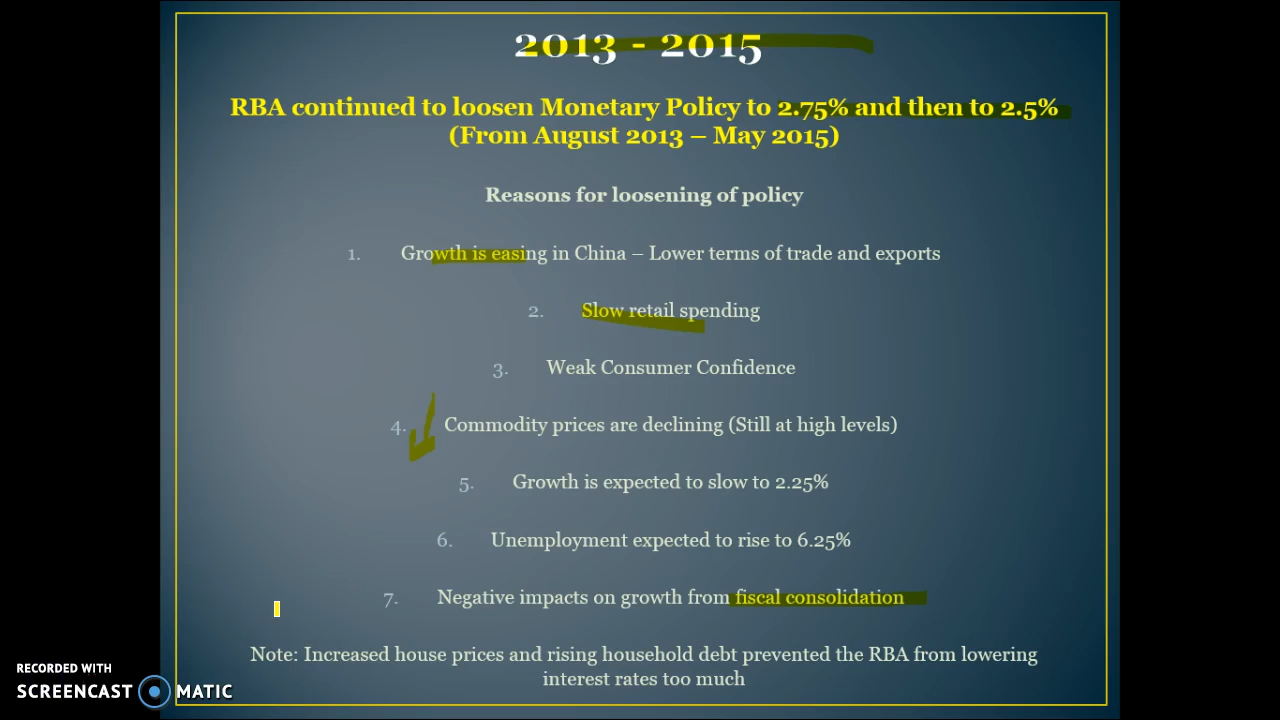 2013 - 2015
RBA continued to loosen Monetary Policy to 2.75% and then to 2.5%
(From August 2013 – May 2015)
Reasons for loosening of policy
1. Growth is easing in China – Lower terms of trade and exports
2. Slow retail spending
3. Weak Consumer Confidence
4. Commodity prices are declining (Still at high levels)
5. Growth is expected to slow to 2.25%
6. Unemployment expected to rise to 6.25%
7. Negative impacts on growth from fiscal consolidation
Note: Increased house prices and rising household debt prevented the RBA from lowering
interest rates too much
RECORDED WITH
SCREENCAST MATIC